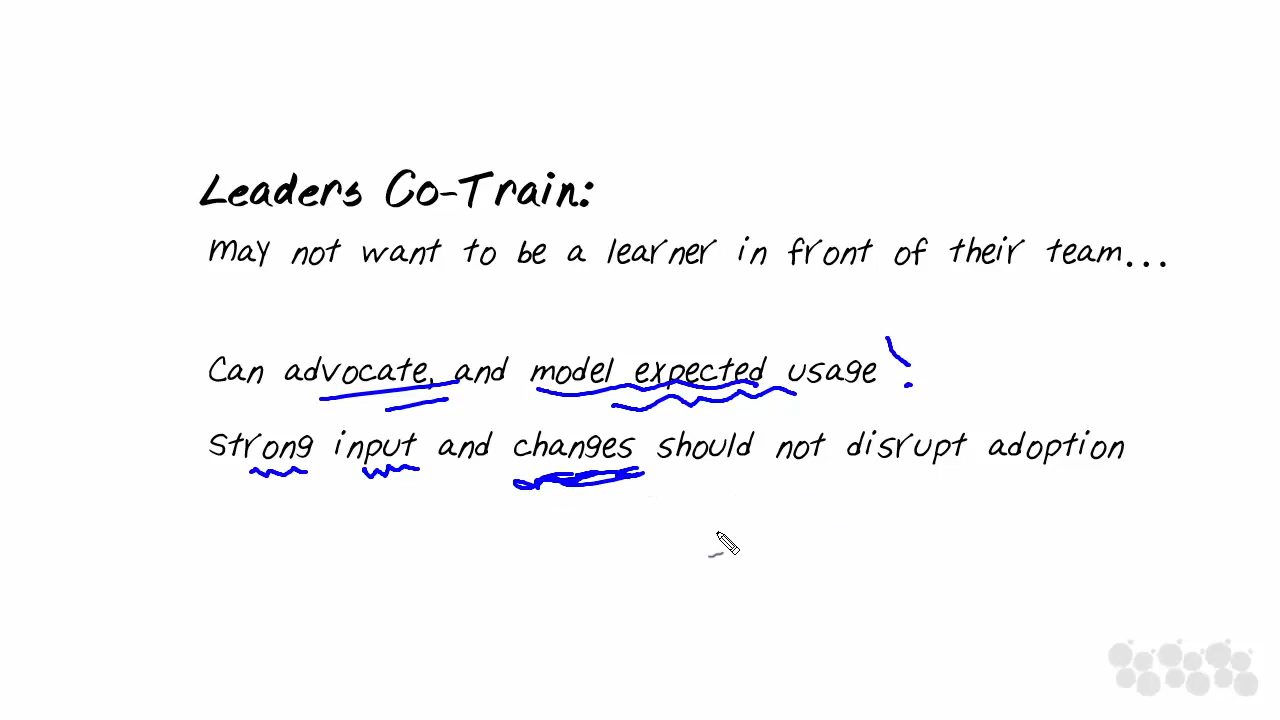 Leaders Co-Train:
may not want to be a learner in front of their team...
Can advocate, and model expected usage!
Strong input and changes should not disrupt adoption